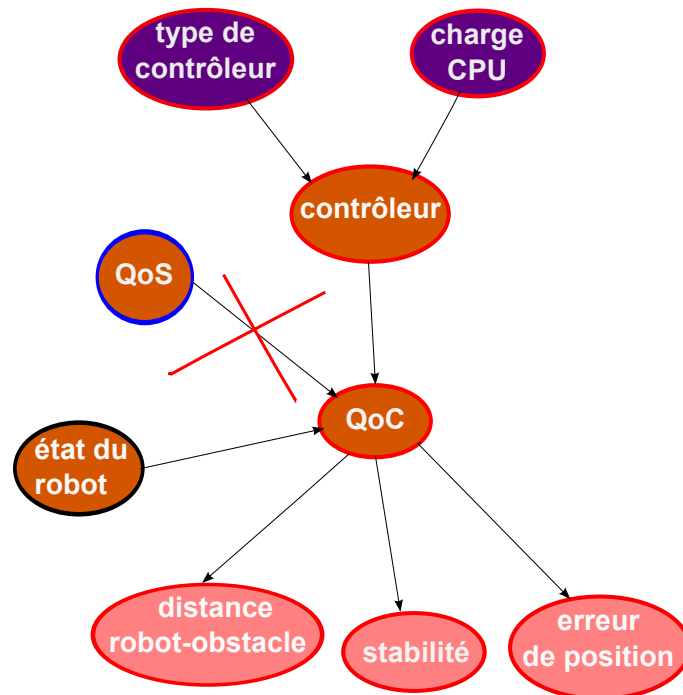 type de
contrôleur
charge
CPU
contrôleur
QoS
QoC
état du
robot
distance
robot-obstacle
stabilité
erreur
de position